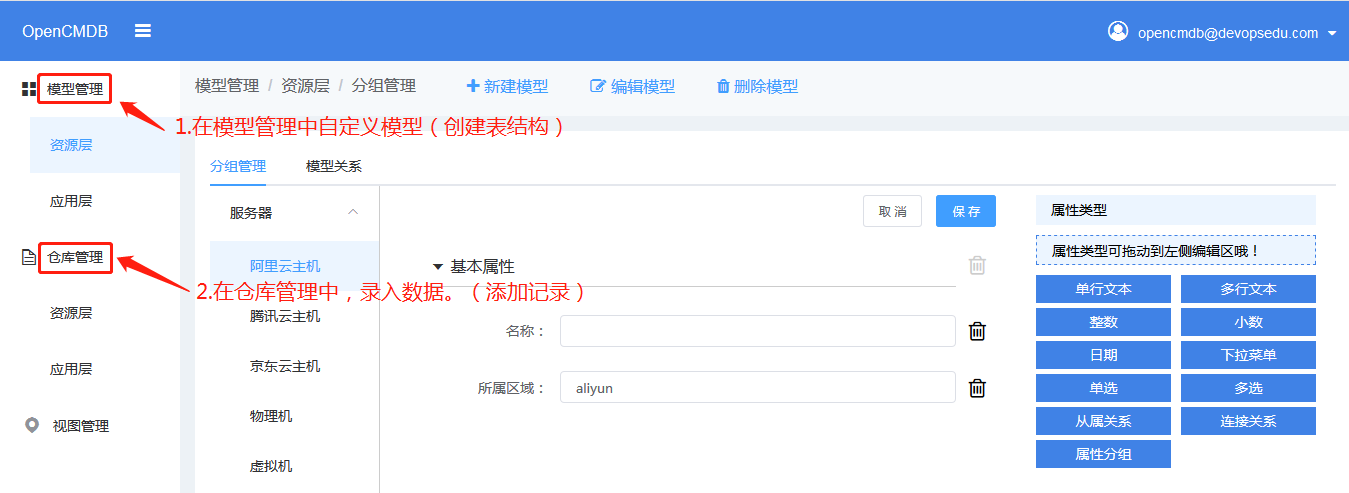 OpenCMDB
opencmdb@devopsedu.com
模型管理
模型管理 / 资源层 / 分组管理
新建模型
编辑模型
删除模型
1.在模型管理中自定义模型（创建表结构）
资源层
分组管理
模型关系
应用层
服务器
取 消
保 存
属性类型
仓库管理
属性类型可拖动到左侧编辑区哦！
阿里云主机
基本属性
2.在仓库管理中，录入数据。（添加记录）
单行文本
多行文本
资源层
腾讯云主机
整数
小数
名称：
日期
下拉菜单
应用层
京东云主机
所属区域：
aliyun
单选
多选
物理机
从属关系
连接关系
视图管理
属性分组
虚拟机